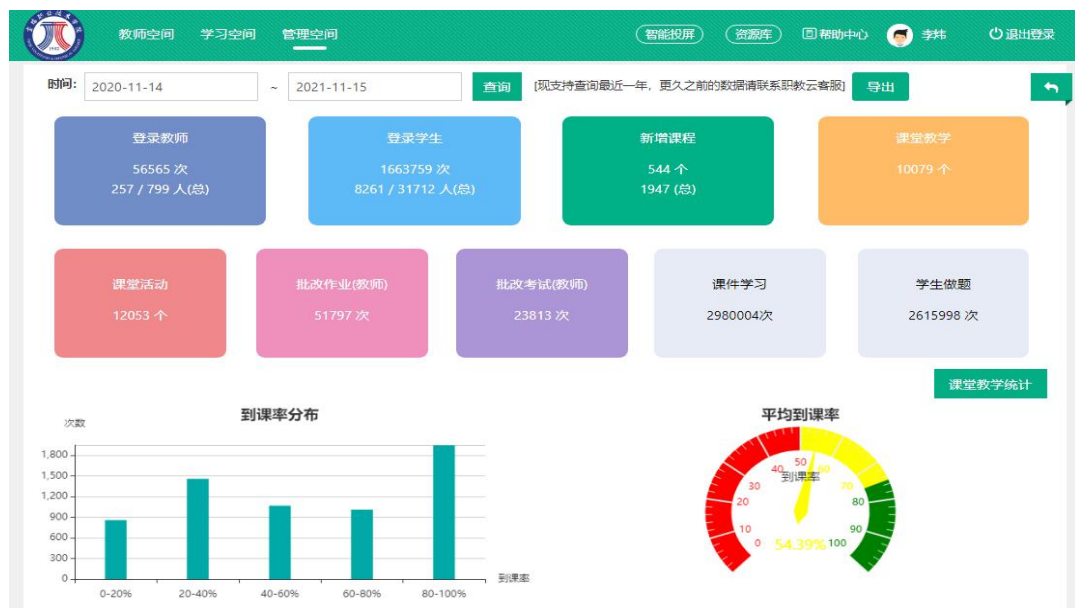 教师空间 学习空间 管理空间 智能投屏 资源库 帮助中心 李炜 退出登录
时间: 2020-11-14 ~ 2021-11-15 查询 [现支持查询最近一年，更久之前的数据请联系职教云客服] 导出
登录教师 登录学生 新增课程 课堂教学
56565 次 1663759 次 544 个 10079 个
257 / 799 人(总) 8261 / 31712 人(总) 1947 (总)
课堂活动 批改作业(教师) 批改考试(教师) 课件学习 学生做题
12053 个 51797 次 23813 次 2980004次 2615998 次
课堂教学统计
到课率分布
次数
1,800
1,500
1,200
900
600
300
0
0-20% 20-40% 40-60% 60-80% 80-100%
到课率
平均到课率
0 10 20 30 40 50 60 70 80 90 100
到课率
54.39%